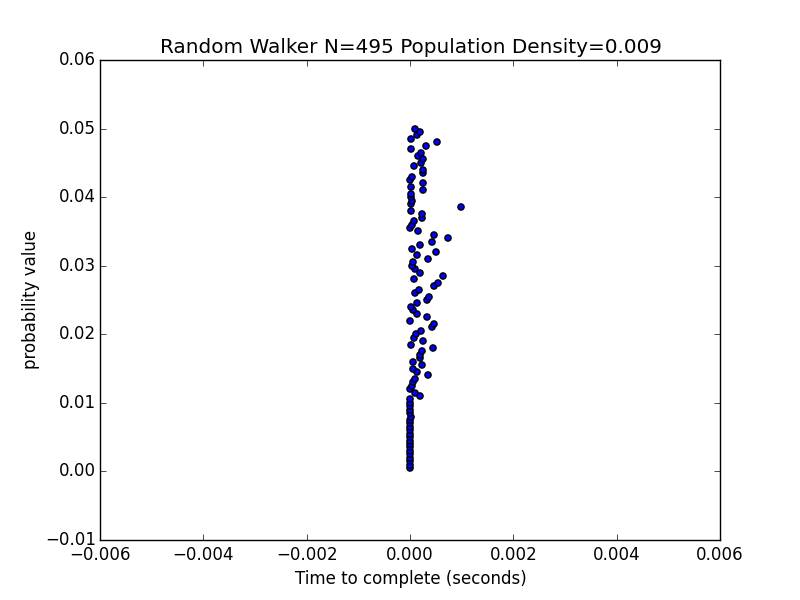 Random Walker N=495 Population Density=0.009
0.06
0.05
0.04
0.03
0.02
0.01
0.00
−0.01
probability value
−0.006 −0.004 −0.002 0.000 0.002 0.004 0.006
Time to complete (seconds)